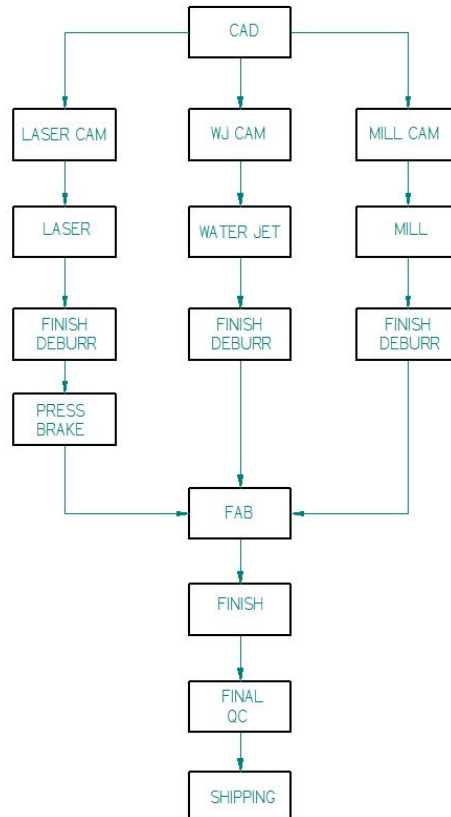 CAD
LASER CAM
WJ CAM
MILL CAM
LASER
WATER JET
MILL
FINISH
DEBURR
FINISH
DEBURR
FINISH
DEBURR
PRESS
BRAKE
FAB
FINISH
FINAL
QC
SHIPPING